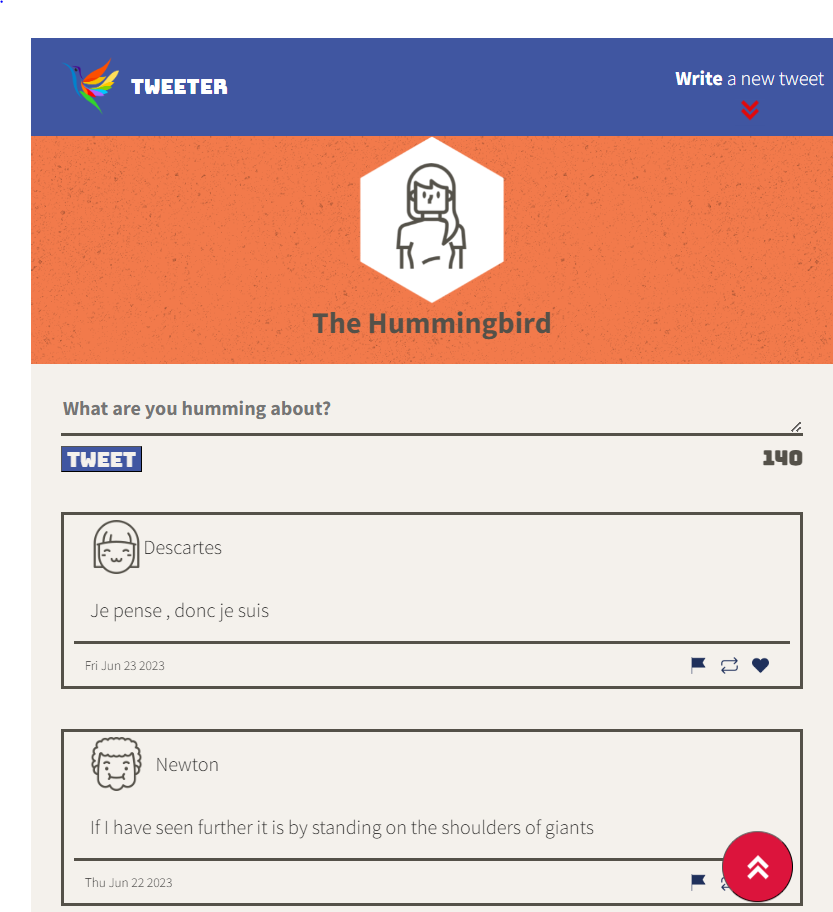 TWEETER
Write a new tweet
The Hummingbird
What are you humming about?
TWEET
140
Descartes
Je pense , donc je suis
Fri Jun 23 2023
Newton
If I have seen further it is by standing on the shoulders of giants
Thu Jun 22 2023